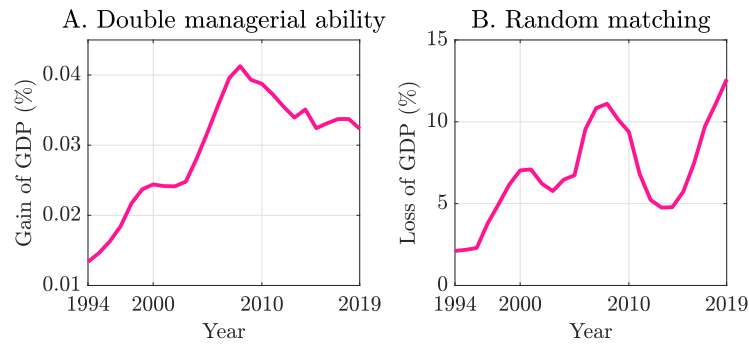 A. Double managerial ability
Gain of GDP (%)
0.04
0.03
0.02
0.01
1994
2000
2010
2019
Year
B. Random matching
Loss of GDP (%)
15
10
5
0
1994
2000
2010
2019
Year